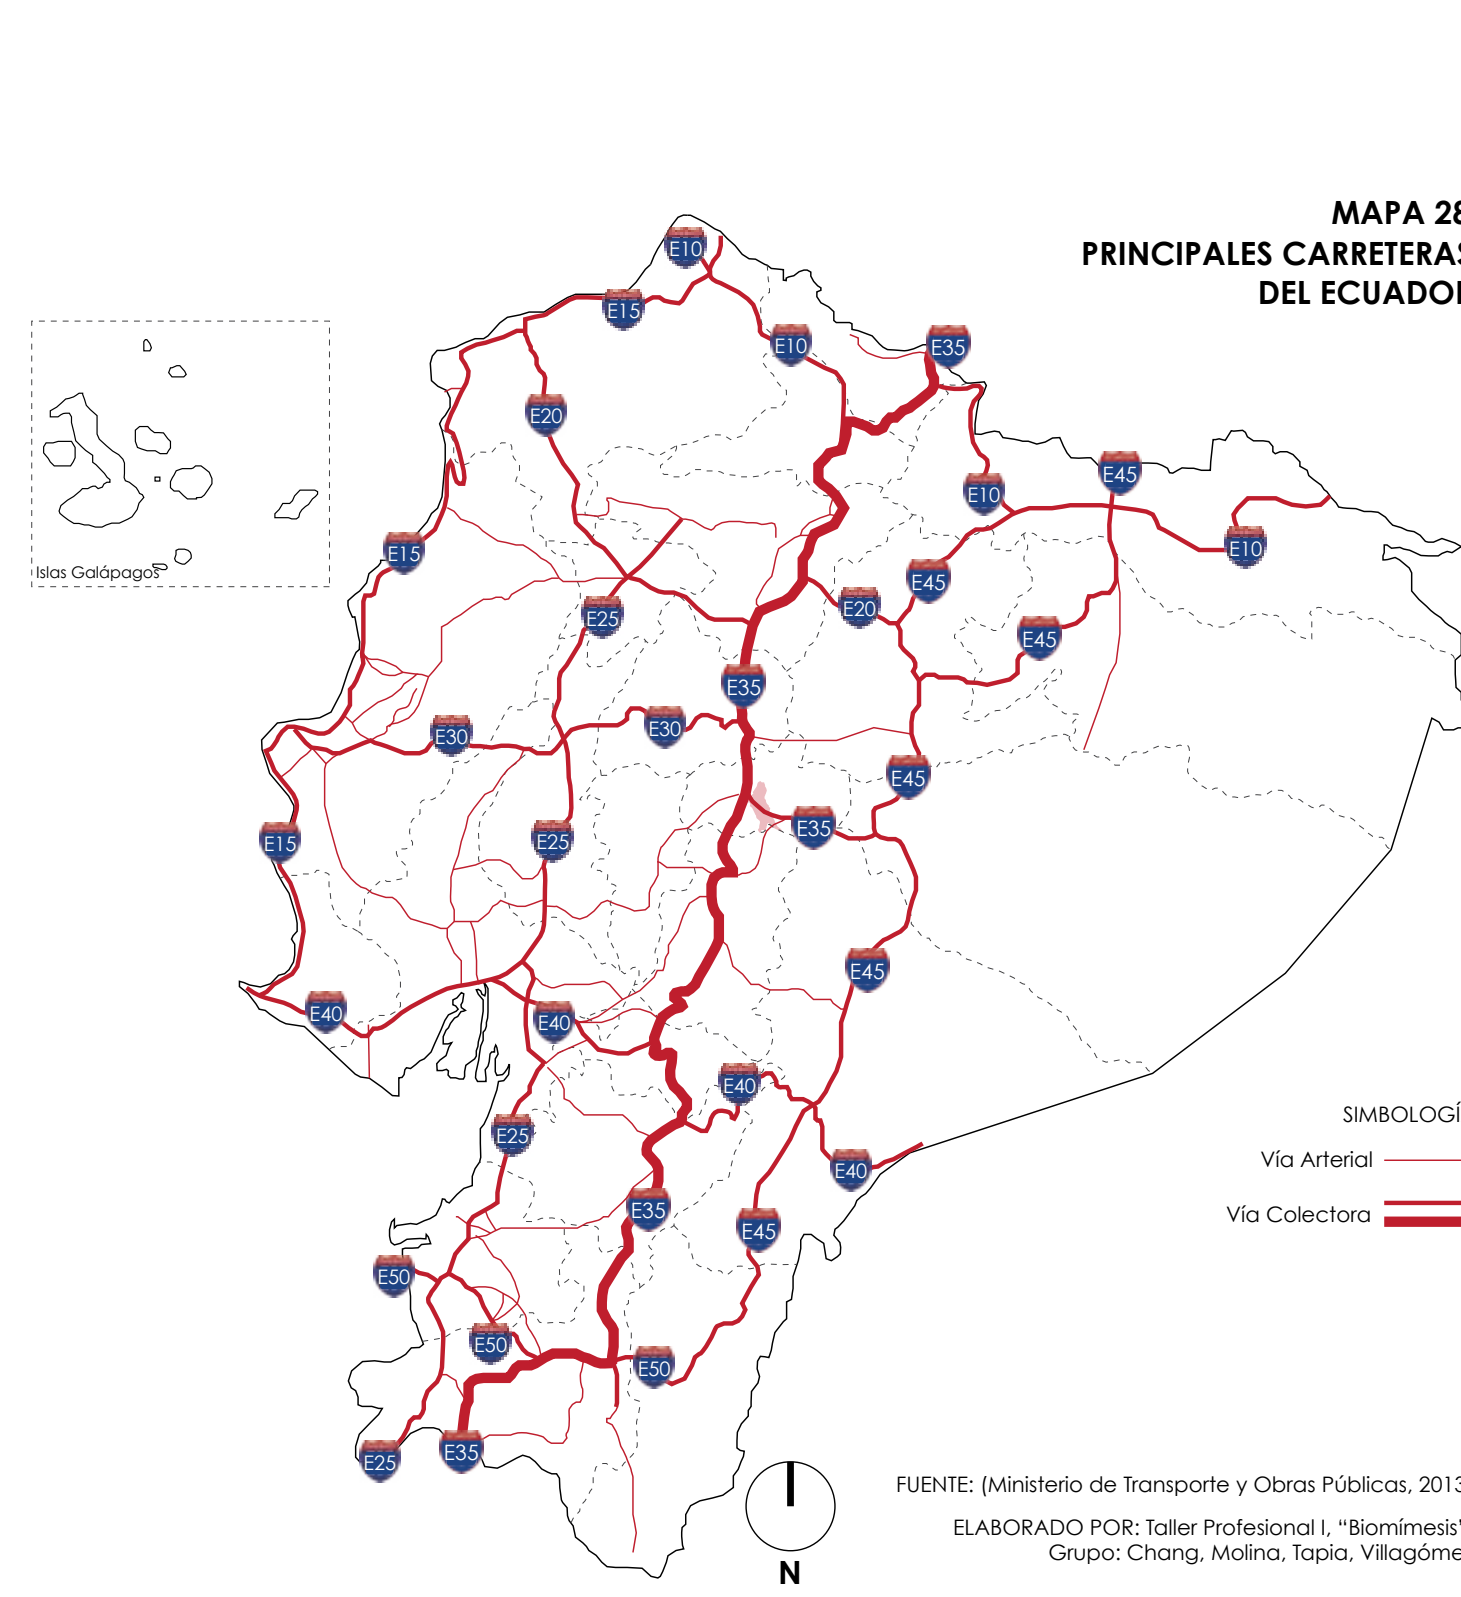 MAPA 28
PRINCIPALES CARRETERAS
DEL ECUADOR
E10
E15
E10
E35
E20
E45
E10
E15
E10
E45
E20
E25
E45
E35
E30
E30
E45
E35
E25
E15
E45
E40
E40
E40
E25
E40
E35
E45
E50
E50
E50
E35
E25
Islas Galápagos
SIMBOLOGÍ
Vía Arterial
Vía Colectora
N
FUENTE: (Ministerio de Transporte y Obras Públicas, 2013
ELABORADO POR: Taller Profesional I, “Biomímesis”
Grupo: Chang, Molina, Tapia, Villagóme